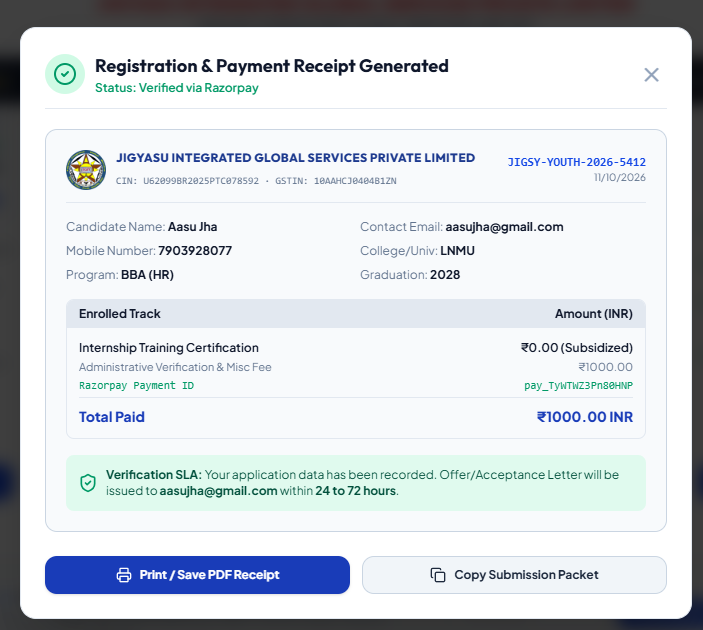 Registration & Payment Receipt Generated
Status: Verified via Razorpay
JIGYASU INTEGRATED GLOBAL SERVICES PRIVATE LIMITED
JIGSY-YOUTH-2026-5412
CIN: U62099BR2025PTC078592 · GSTIN: 10AAHCJ0404B1ZN
11/10/2026
Candidate Name: Aasu Jha
Contact Email: aasujha@gmail.com
Mobile Number: 7903928077
College/Univ: LNMU
Program: BBA (HR)
Graduation: 2028
Enrolled Track
Amount (INR)
Internship Training Certification
₹0.00 (Subsidized)
Administrative Verification & Misc Fee
₹1000.00
Razorpay Payment ID
pay_TyWTWZ3Pn80HNP
Total Paid
₹1000.00 INR
Verification SLA: Your application data has been recorded. Offer/Acceptance Letter will be
issued to aasujha@gmail.com within 24 to 72 hours.
Print / Save PDF Receipt
Copy Submission Packet